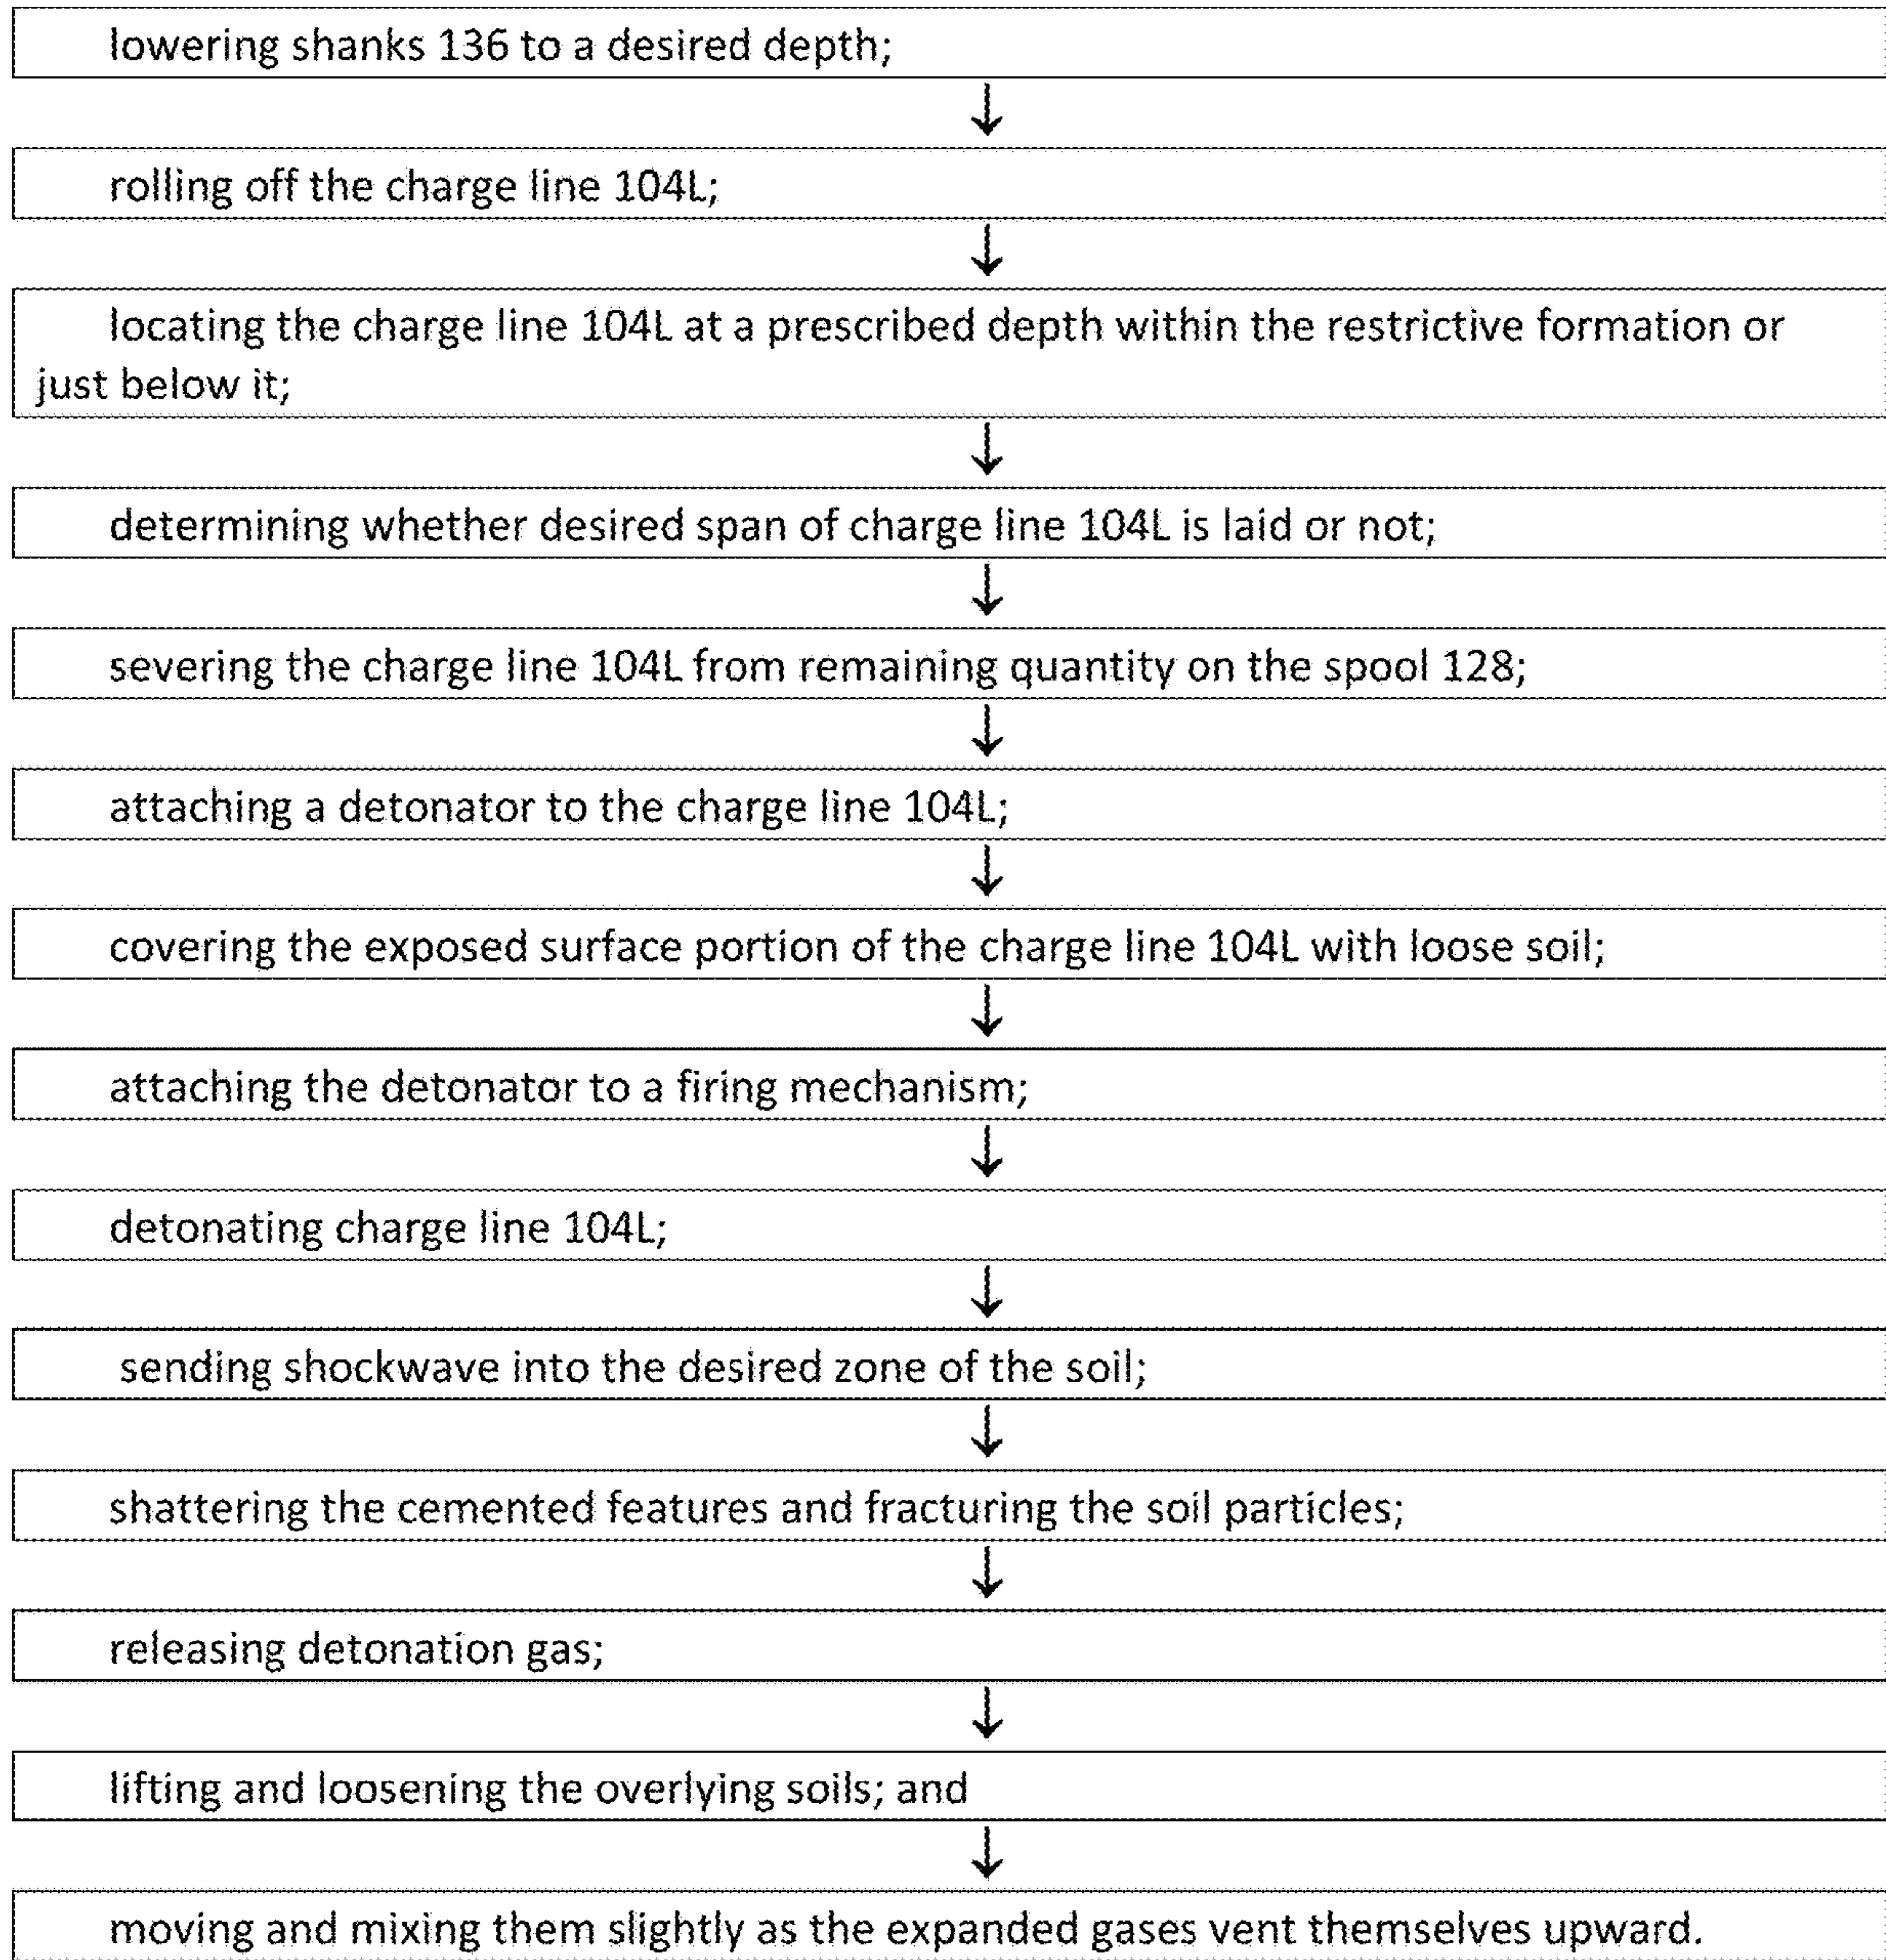 lowering shanks 136 to a desired depth;
rolling off the charge line 104L;
locating the charge line 104L at a prescribed depth within the restrictive formation or
just below it;
determining whether desired span of charge line 104L is laid or not;
severing the charge line 104L from remaining quantity on the spool 128;
attaching a detonator to the charge line 104L;
covering the exposed surface portion of the charge line 104L with loose soil;
attaching the detonator to a firing mechanism;
detonating charge line 104L;
sending shockwave into the desired zone of the soil;
shattering the cemented features and fracturing the soil particles;
releasing detonation gas;
lifting and loosening the overlying soils; and
moving and mixing them slightly as the expanded gases vent themselves upward.